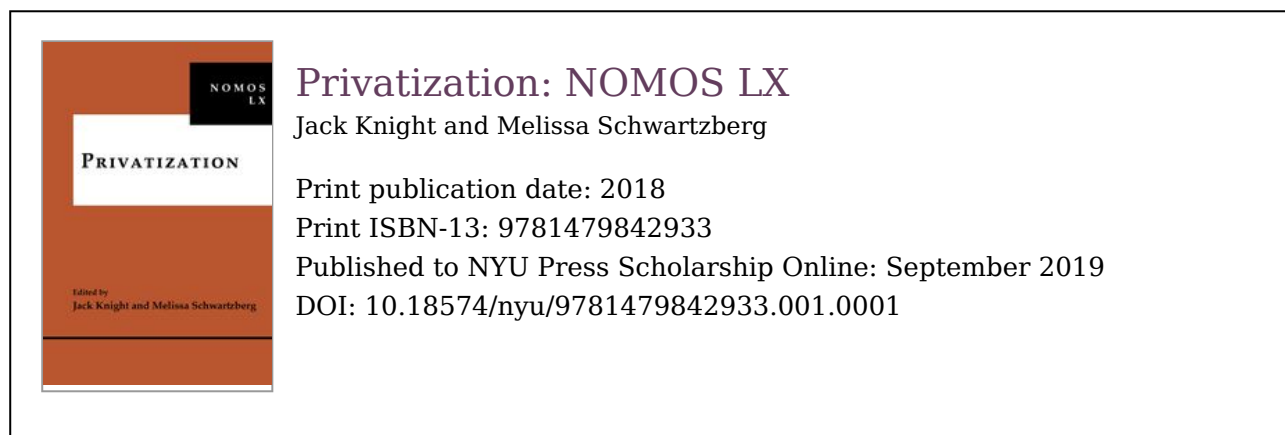 NOMOS
LX
PRIVATIZATION
Edited by
Jack Knight and Melissa Schwartzberg
Privatization: NOMOS LX
Jack Knight and Melissa Schwartzberg
Print publication date: 2018
Print ISBN-13: 9781479842933
Published to NYU Press Scholarship Online: September 2019
DOI: 10.18574/nyu/9781479842933.001.0001